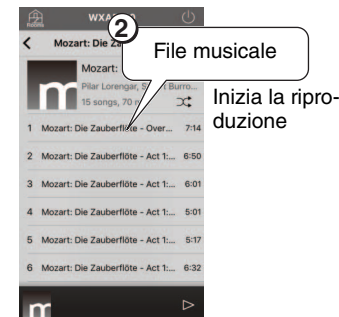 WXA
2
Mozart: Die Za
File musicale
Mozart:
Pilar Lorengar, S t Burro...
15 songs, 70 m
Inizia la ripro-
duzione
1 Mozart: Die Zauberflöte - Over... 7:14
2 Mozart: Die Zauberflöte - Act 1:... 6:50
3 Mozart: Die Zauberflöte - Act 1:... 6:01
4 Mozart: Die Zauberflöte - Act 1:... 5:01
5 Mozart: Die Zauberflöte - Act 1:... 5:17
6 Mozart: Die Zauberflöte - Act 1:... 6:32
m